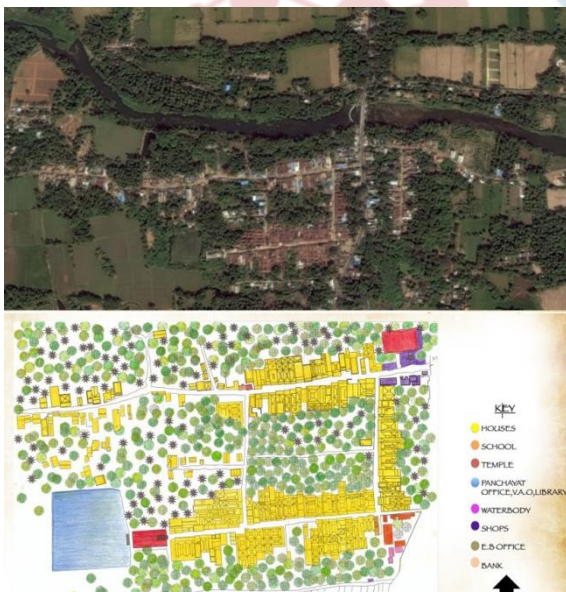 KEY
HOUSES
SCHOOL
TEMPLE
PANCHAYAT
OFFICE,V.A.O,LIBRARY
WATERBODY
SHOPS
E.B OFFICE
BANK